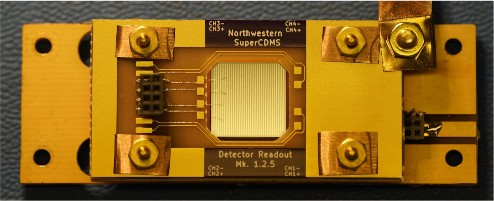 CH3- CH4-
CH3+ CH4+
Northwestern
SuperCDMS
Detector Readout
Mk. 1.2.5
CH2- CH1-
CH2+ CH1+